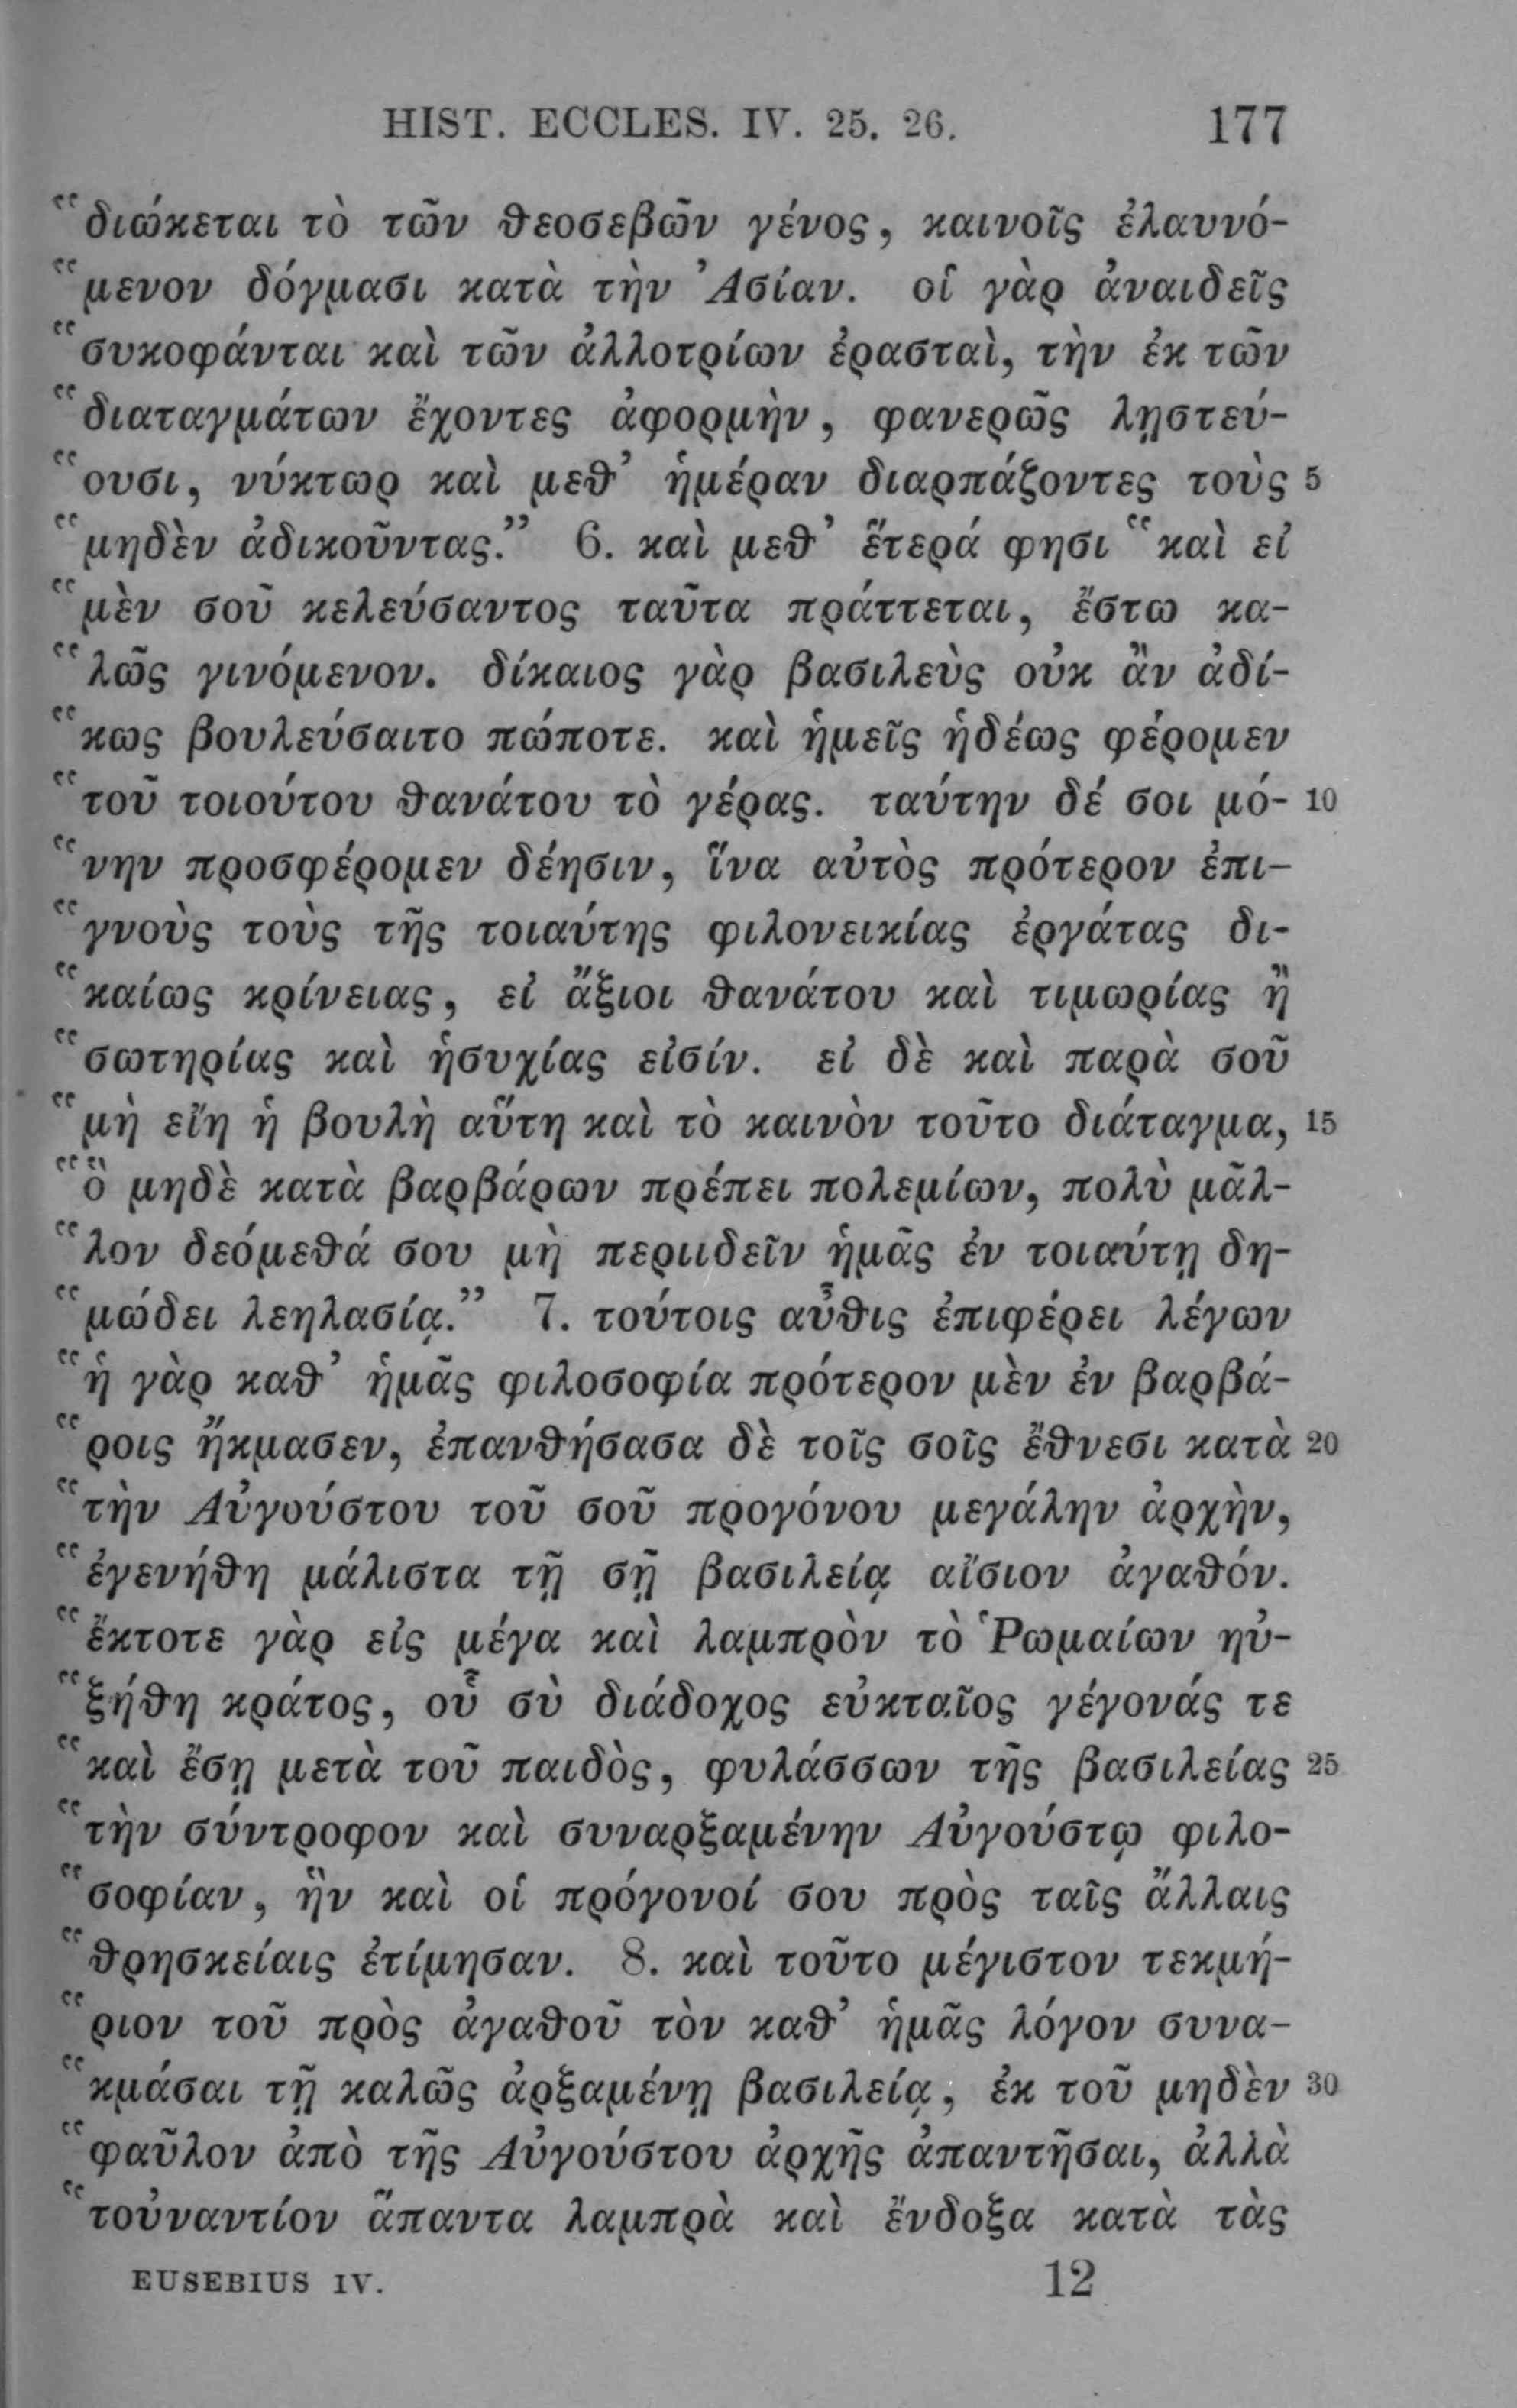 HIST. ECCLES. IV. 25. 26. 177
“διώκεται τὸ τῶν θεοσεβῶν γένος, καινοῖς ἐλαυνό-
“μενον δόγμασι κατὰ τὴν Ἀσίαν. οἱ γὰρ ἀναιδεῖς
“συκοφάνται καὶ τῶν ἀλλοτρίων ἐρασταὶ, τὴν ἐκ τῶν
“διαταγμάτων ἔχοντες ἀφορμὴν, φανερῶς λῃστεύ-
“ουσι, νύκτωρ καὶ μεθ’ ἡμέραν διαρπάζοντες τοὺς 5
“μηδὲν ἀδικοῦντας.” 6. καὶ μεθ’ ἕτερά φησι “καὶ εἰ
“μὲν σοῦ κελεύσαντος ταῦτα πράττεται, ἔστω κα-
“λῶς γινόμενον. δίκαιος γὰρ βασιλεὺς οὐκ ἂν ἀδί-
“κως βουλεύσαιτο πώποτε. καὶ ἡμεῖς ἡδέως φέρομεν
“τοῦ τοιούτου θανάτου τὸ γέρας. ταύτην δέ σοι μό- 10
“νην προσφέρομεν δέησιν, ἵνα αὐτὸς πρότερον ἐπι-
“γνοὺς τοὺς τῆς τοιαύτης φιλονεικίας ἐργάτας δι-
“καίως κρίνειας, εἰ ἄξιοι θανάτου καὶ τιμωρίας ἢ
“σωτηρίας καὶ ἡσυχίας εἰσίν. εἰ δὲ καὶ παρὰ σοῦ
“μὴ εἴη ἡ βουλὴ αὕτη καὶ τὸ καινὸν τοῦτο διάταγμα, 15
“ὃ μηδὲ κατὰ βαρβάρων πρέπει πολεμίων, πολὺ μᾶλ-
“λον δεόμεθά σου μὴ περιιδεῖν ἡμᾶς ἐν τοιαύτῃ δη-
“μώδει λεηλασίᾳ.” 7. τούτοις αὖθις ἐπιφέρει λέγων
“ἡ γὰρ καθ’ ἡμᾶς φιλοσοφία πρότερον μὲν ἐν βαρβά-
“ροις ἤκμασεν, ἐπανθήσασα δὲ τοῖς σοῖς ἔθνεσι κατὰ 20
“τὴν Αὐγούστου τοῦ σοῦ προγόνου μεγάλην ἀρχὴν,
“ἐγενήθη μάλιστα τῇ σῇ βασιλείᾳ αἴσιον ἀγαθόν.
“ἔκτοτε γὰρ εἰς μέγα καὶ λαμπρὸν τὸ Ῥωμαίων ηὐ-
“ξήθη κράτος, οὗ σὺ διάδοχος εὐκταῖος γέγονάς τε
“καὶ ἔσῃ μετὰ τοῦ παιδὸς, φυλάσσων τῆς βασιλείας 25
“τὴν σύντροφον καὶ συναρξαμένην Αὐγούστῳ φιλο-
“σοφίαν, ἣν καὶ οἱ πρόγονοί σου πρὸς ταῖς ἄλλαις
“θρησκείαις ἐτίμησαν. 8. καὶ τοῦτο μέγιστον τεκμή-
“ριον τοῦ πρὸς ἀγαθοῦ τὸν καθ’ ἡμᾶς λόγον συνα-
“κμάσαι τῇ καλῶς ἀρξαμένῃ βασιλείᾳ, ἐκ τοῦ μηδὲν 30
“φαῦλον ἀπὸ τῆς Αὐγούστου ἀρχῆς ἀπαντῆσαι, ἀλλὰ
“τοὐναντίον ἅπαντα λαμπρὰ καὶ ἔνδοξα κατὰ τὰς
EUSEBIUS IV. 12